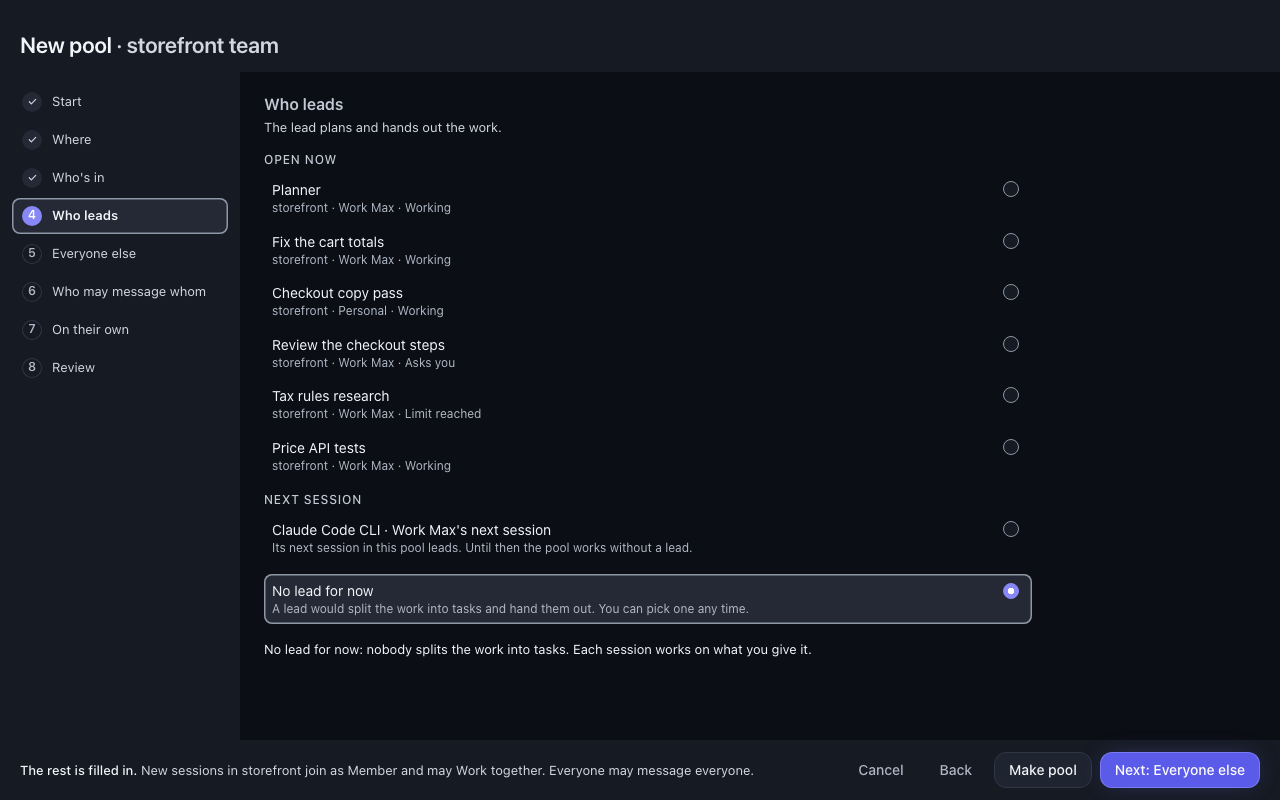 New pool · storefront team
Start
Where
Who's in
4 Who leads
5 Everyone else
6 Who may message whom
7 On their own
8 Review
Who leads
The lead plans and hands out the work.
OPEN NOW
Planner
storefront · Work Max · Working
Fix the cart totals
storefront · Work Max · Working
Checkout copy pass
storefront · Personal · Working
Review the checkout steps
storefront · Work Max · Asks you
Tax rules research
storefront · Work Max · Limit reached
Price API tests
storefront · Work Max · Working
NEXT SESSION
Claude Code CLI · Work Max's next session
Its next session in this pool leads. Until then the pool works without a lead.
No lead for now
A lead would split the work into tasks and hand them out. You can pick one any time.
No lead for now: nobody splits the work into tasks. Each session works on what you give it.
The rest is filled in. New sessions in storefront join as Member and may Work together. Everyone may message everyone.
Cancel
Back
Make pool
Next: Everyone else